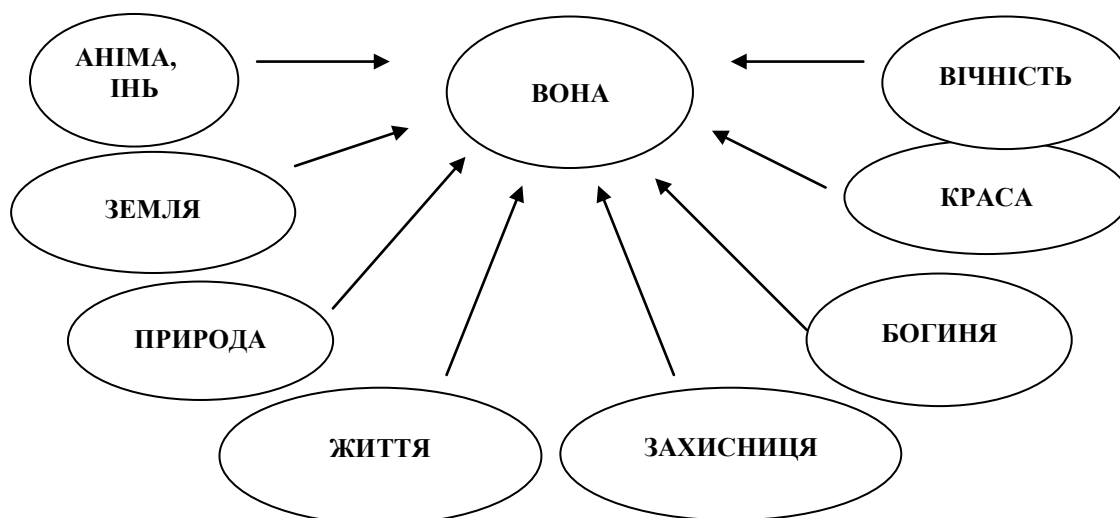 АНІМА,
ІНЬ
ВОНА
ВІЧНІСТЬ
ЗЕМЛЯ
КРАСА
ПРИРОДА
БОГИНЯ
ЖИТТЯ
ЗАХИСНИЦЯ